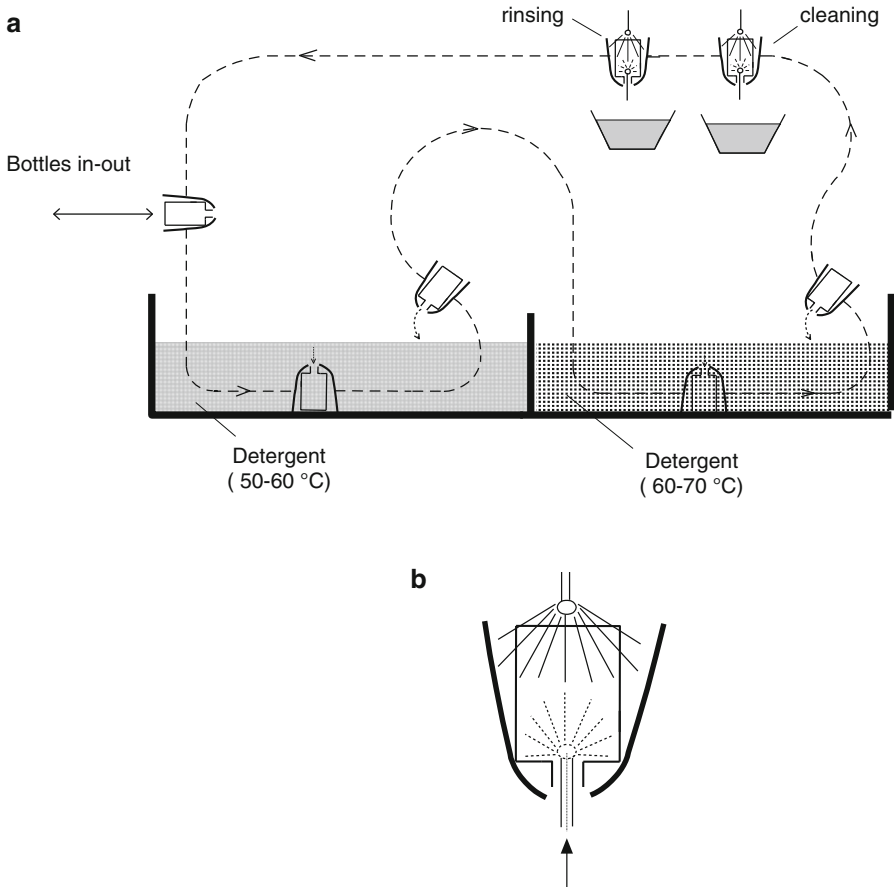 a
rinsing
cleaning
Bottles in-out
Detergent
( 50-60 °C)
Detergent
( 60-70 °C)
b